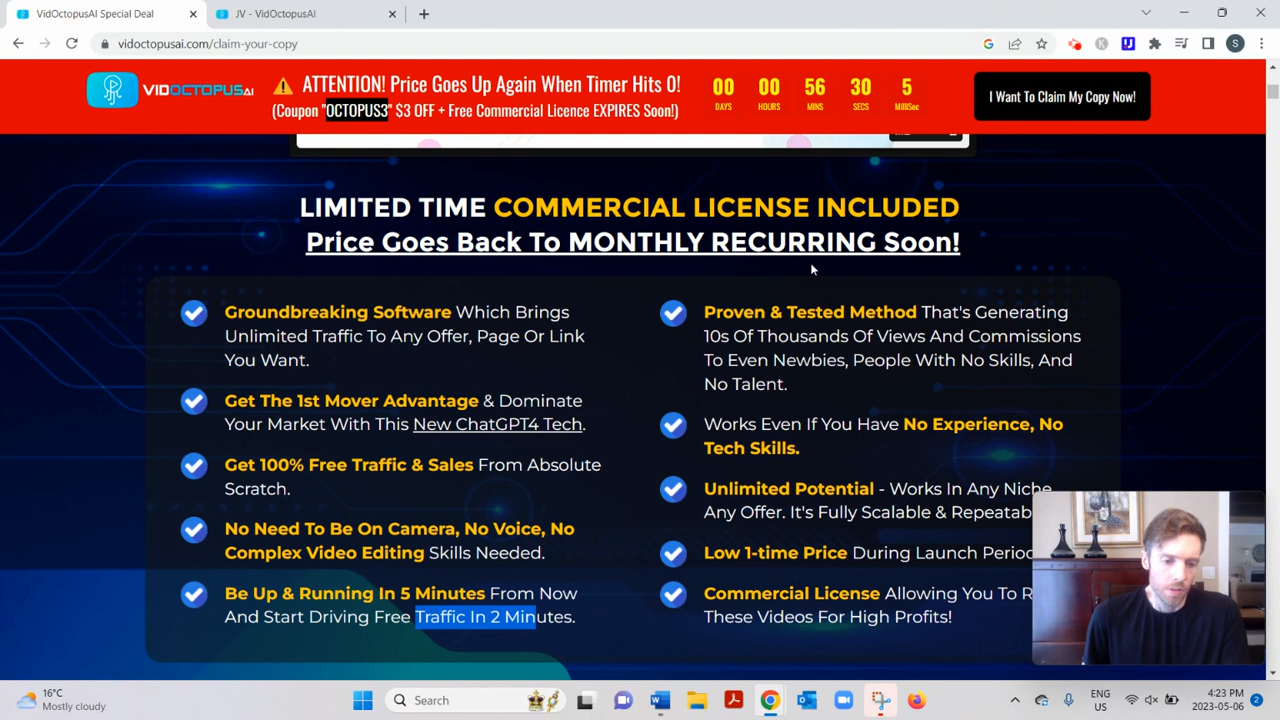 VidOctopusAI Special Deal
JV - VidOctopusAI
vidoctopusai.com/claim-your-copy
VIDOCTOPUSAI
ATTENTION! Price Goes Up Again When Timer Hits 0!
(Coupon "OCTOPUS3" $3 OFF + Free Commercial Licence EXPIRES Soon!)
00 00 56 30 5
DAYS HOURS MINS SECS MilliSec
I Want To Claim My Copy Now!
LIMITED TIME COMMERCIAL LICENSE INCLUDED
Price Goes Back To MONTHLY RECURRING Soon!
Groundbreaking Software Which Brings
Unlimited Traffic To Any Offer, Page Or Link
You Want.
Get The 1st Mover Advantage & Dominate
Your Market With This New ChatGPT4 Tech.
Get 100% Free Traffic & Sales From Absolute
Scratch.
No Need To Be On Camera, No Voice, No
Complex Video Editing Skills Needed.
Be Up & Running In 5 Minutes From Now
And Start Driving Free Traffic In 2 Minutes.
Proven & Tested Method That's Generating
10s Of Thousands Of Views And Commissions
To Even Newbies, People With No Skills, And
No Talent.
Works Even If You Have No Experience, No
Tech Skills.
Unlimited Potential - Works In Any Niche
Any Offer. It's Fully Scalable & Repeatab
Low 1-time Price During Launch Period
Commercial License Allowing You To R
These Videos For High Profits!
16°C
Mostly cloudy
Search
ENG
US
4:23 PM
2023-05-06
2